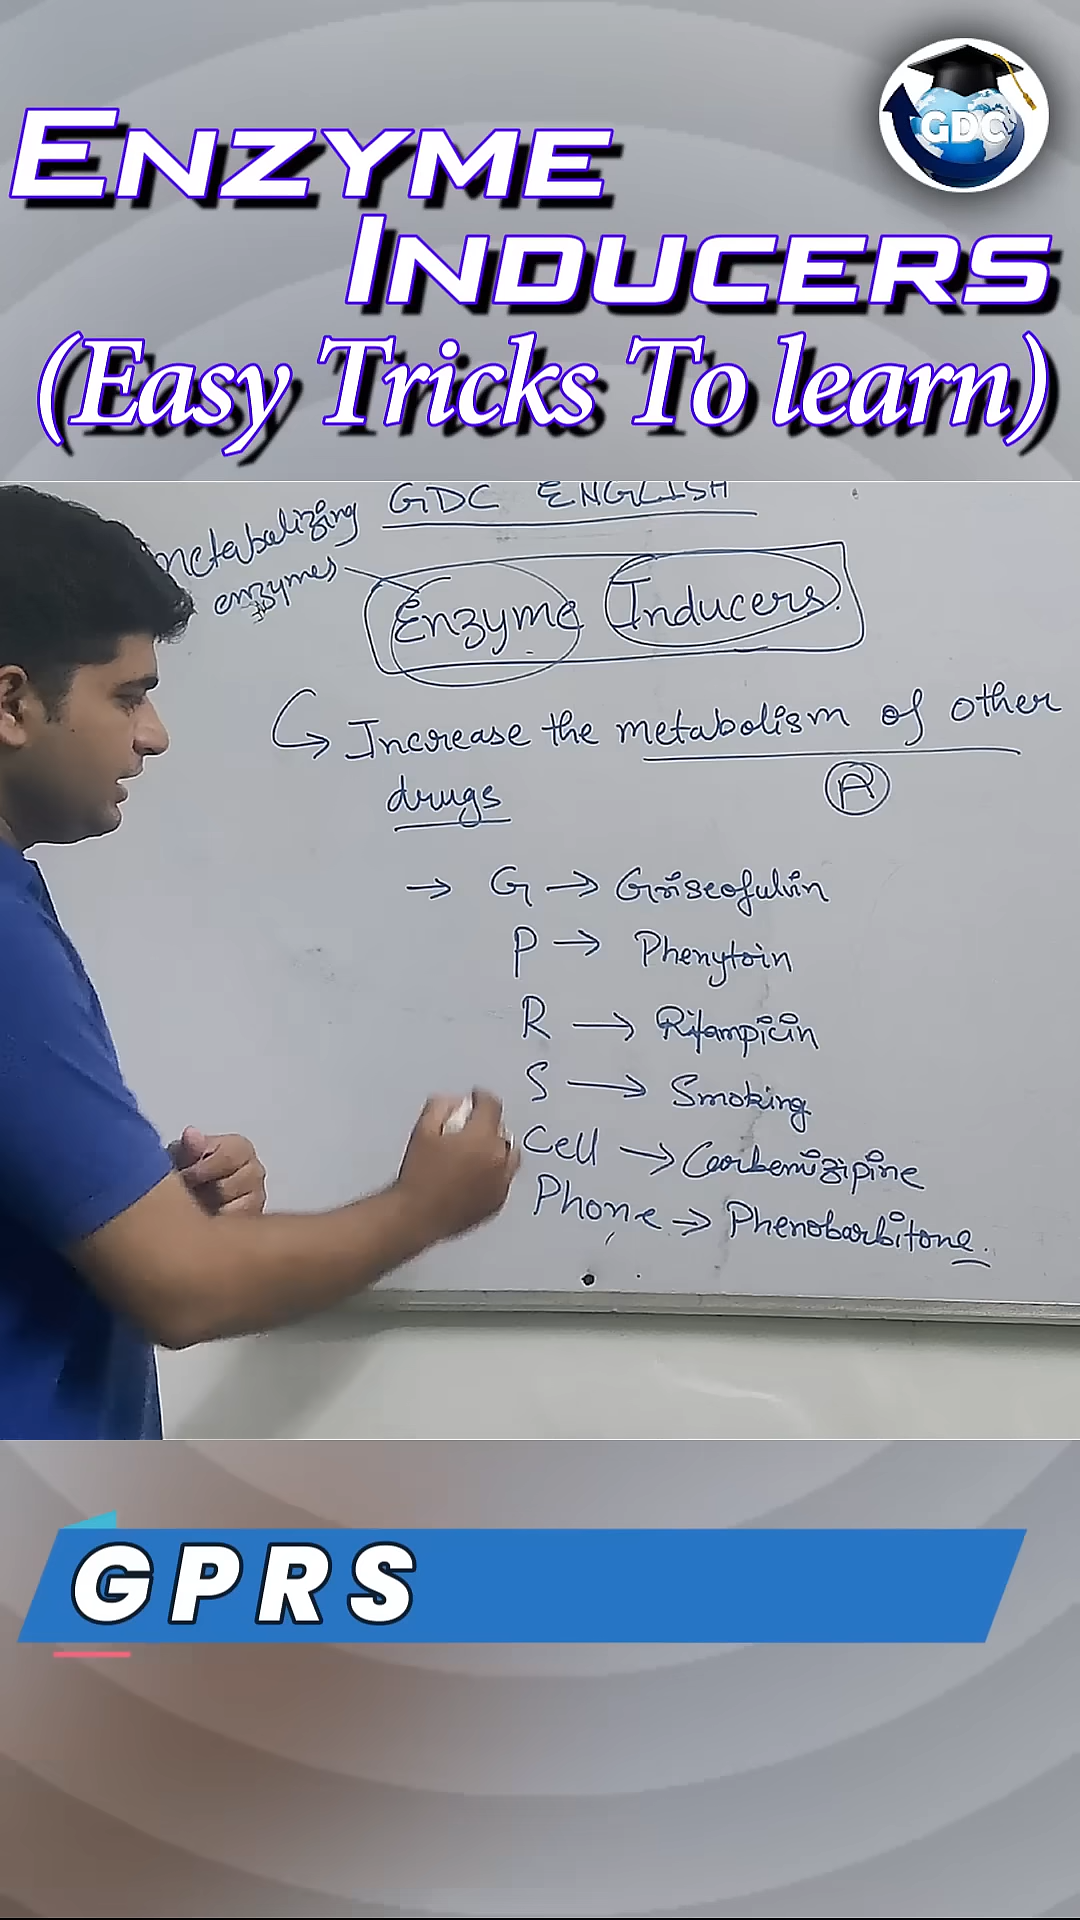 GDC
ENZYME
INDUCERS
(Easy Tricks To learn)
GDC ENGLISH
metabolizing
enzymes
Enzyme Inducers.
Increase the metabolism of other
drugs
A
→ G → Griseofulvin
P → Phenytoin
R → Rifampicin
S → Smoking
Cell → Carbemizipine
Phone → Phenobarbitone.
GPRS